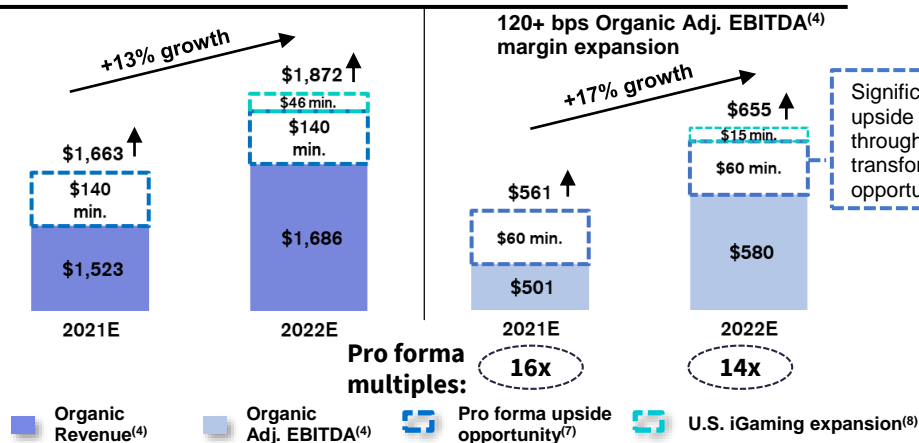 120+ bps Organic Adj. EBITDA(4)
margin expansion
+13% growth
$1,872
$46 min.
$140
min.
$1,686
$1,663
$140
min.
$1,523
2021E
2022E
+17% growth
$655
$15 min.
$60 min.
$580
$561
$60 min.
$501
2021E
2022E
upside
through
Pro forma
multiples:
16x
14x
Organic
Revenue(4)
Organic
Adj. EBITDA(4)
Pro forma upside
opportunity(7)
U.S. iGaming expansion(8)